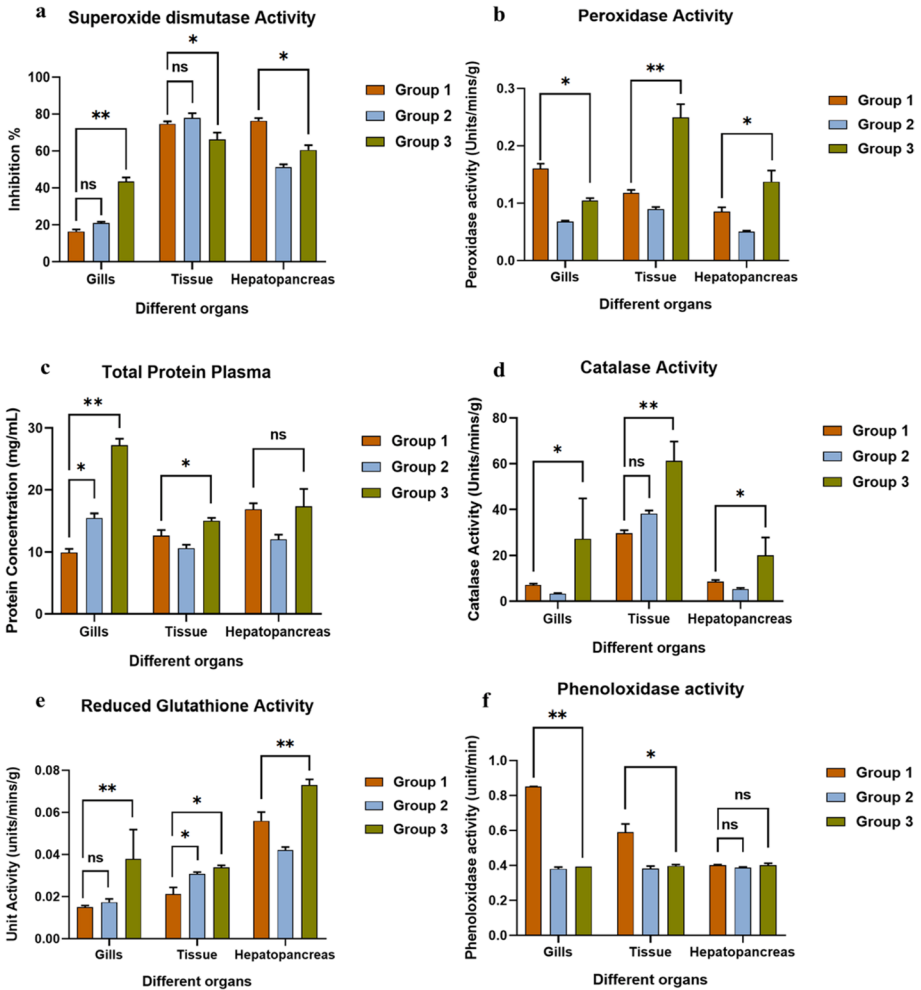 a
Superoxide dismutase Activity
Inhibition %
100
80
60
40
20
0
**
ns
*
ns
*
Gills
Tissue
Hepatopancreas
Different organs
Group 1
Group 2
Group 3
b
Peroxidase Activity
Peroxidase activity (Units/mins/g)
0.3
0.2
0.1
0.0
*
**
*
Gills
Tissue
Hepatopancreas
Different organs
Group 1
Group 2
Group 3
c
Total Protein Plasma
Protein Concentration (mg/mL)
30
20
10
0
**
*
*
ns
Gills
Tissue
Hepatopancreas
Different organs
Group 1
Group 2
Group 3
d
Catalase Activity
Catalase Activity (Units/mins/g)
80
60
40
20
0
*
**
ns
*
Gills
Tissue
Hepatopancreas
Different organs
Group 1
Group 2
Group 3
e
Reduced Glutathione Activity
Unit Activity (units/mins/g)
0.08
0.06
0.04
0.02
0.00
**
ns
*
*
**
Gills
Tissue
Hepatopancreas
Different organs
Group 1
Group 2
Group 3
f
Phenoloxidase activity
Phenoloxidase activity (unit/min)
1.0
0.8
0.6
0.4
0.2
0.0
**
*
ns
ns
Gills
Tissue
Hepatopancreas
Different organs
Group 1
Group 2
Group 3